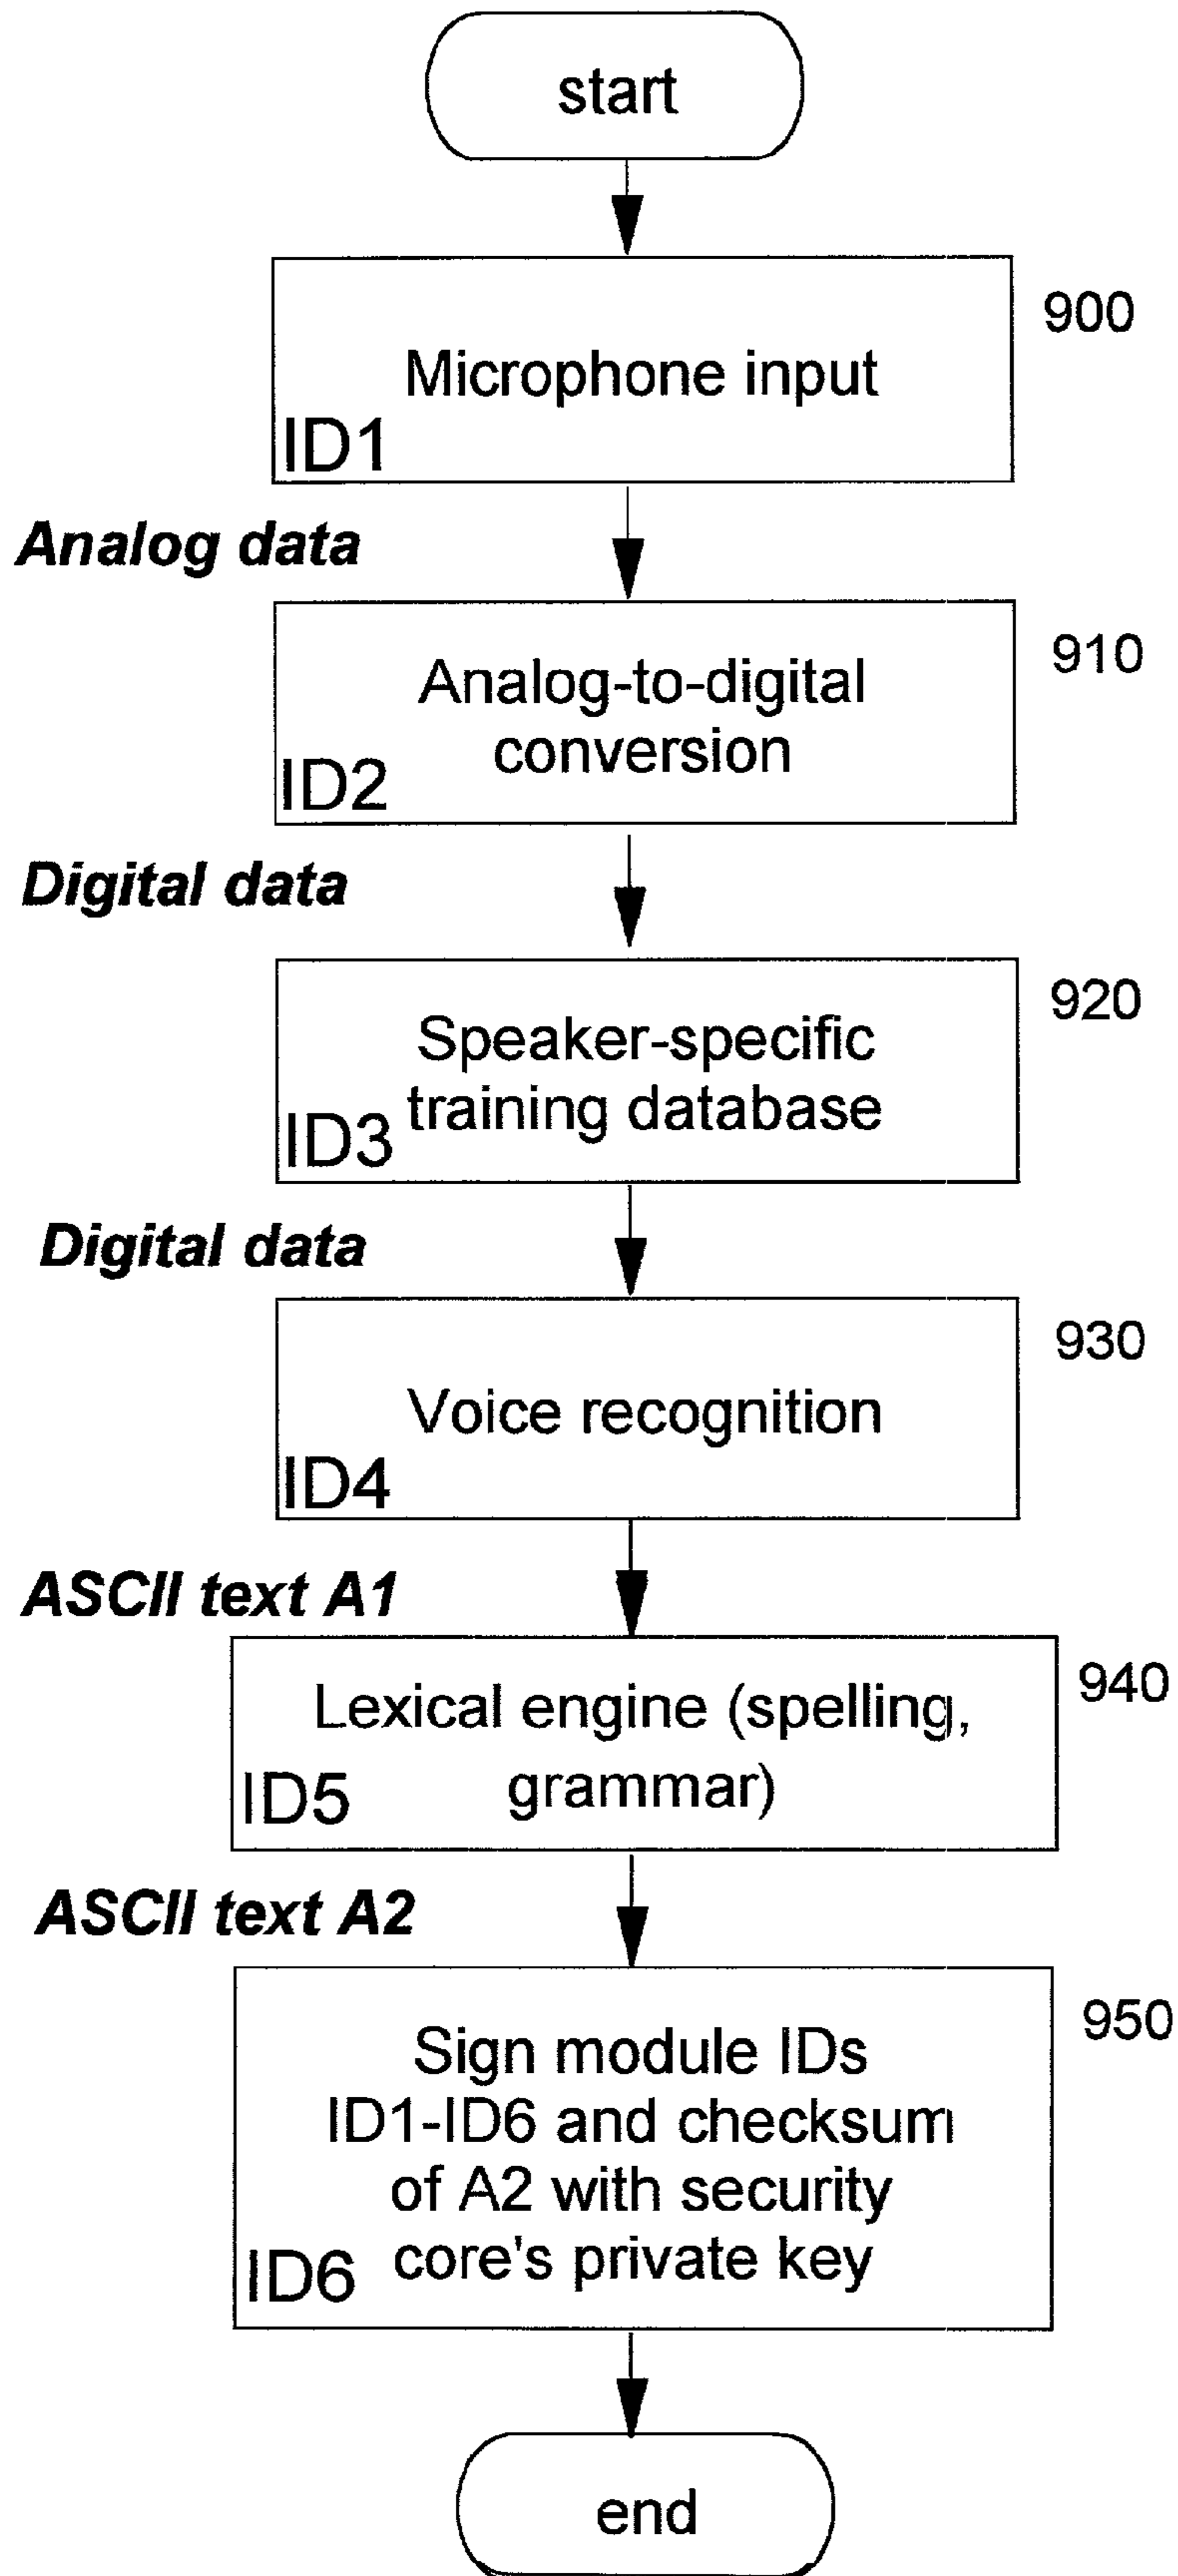 start
900
Microphone input
ID1
Analog data
910
Analog-to-digital
conversion
ID2
Digital data
920
Speaker-specific
training database
ID3
Digital data
930
Voice recognition
ID4
ASCII text A1
940
Lexical engine (spelling,
grammar)
ID5
ASCII text A2
950
Sign module IDs
ID1-ID6 and checksum
of A2 with security
core's private key
ID6
end